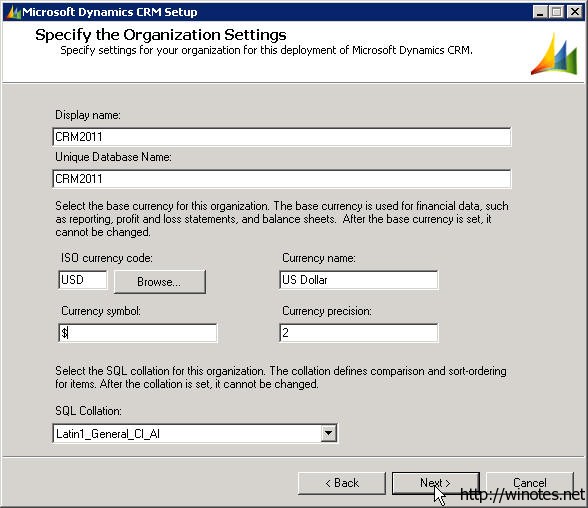 Microsoft Dynamics CRM Setup
Specify the Organization Settings
Specify settings for your organization for this deployment of Microsoft Dynamics CRM.
Display name:
CRM2011
Unique Database Name:
CRM2011
Select the base currency for this organization. The base currency is used for financial data, such
as reporting, profit and loss statements, and balance sheets. After the base currency is set, it
cannot be changed.
ISO currency code: Currency name:
USD Browse... US Dollar
Currency symbol: Currency precision:
$ 2
Select the SQL collation for this organization. The collation defines comparison and sort-ordering
for items. After the collation is set, it cannot be changed.
SQL Collation:
Latin1_General_CI_AI
< Back Next > Cancel
http://winotes.net